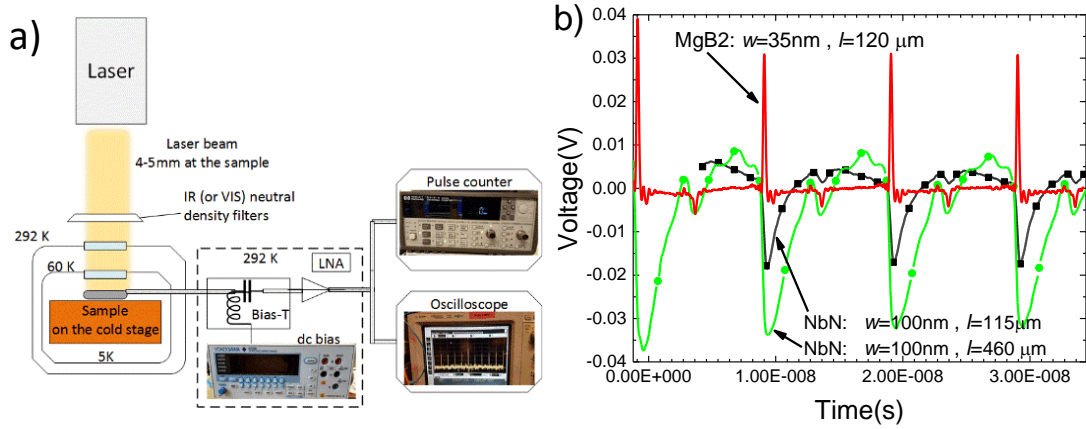 a)
Laser
Laser beam
4-5mm at the sample
IR (or VIS) neutral
density filters
292 K
60 K
Sample
on the cold stage
5K
292 K
LNA
Bias-T
dc bias
Pulse counter
Oscilloscope
b)
0.04
0.03
0.02
0.01
0.00
-0.01
-0.02
-0.03
-0.04
Voltage(V)
MgB2: w=35nm , l=120 μm
NbN: w=100nm , l=115μm
NbN: w=100nm , l=460 μm
0.00E+000
1.00E-008
2.00E-008
3.00E-008
Time(s)